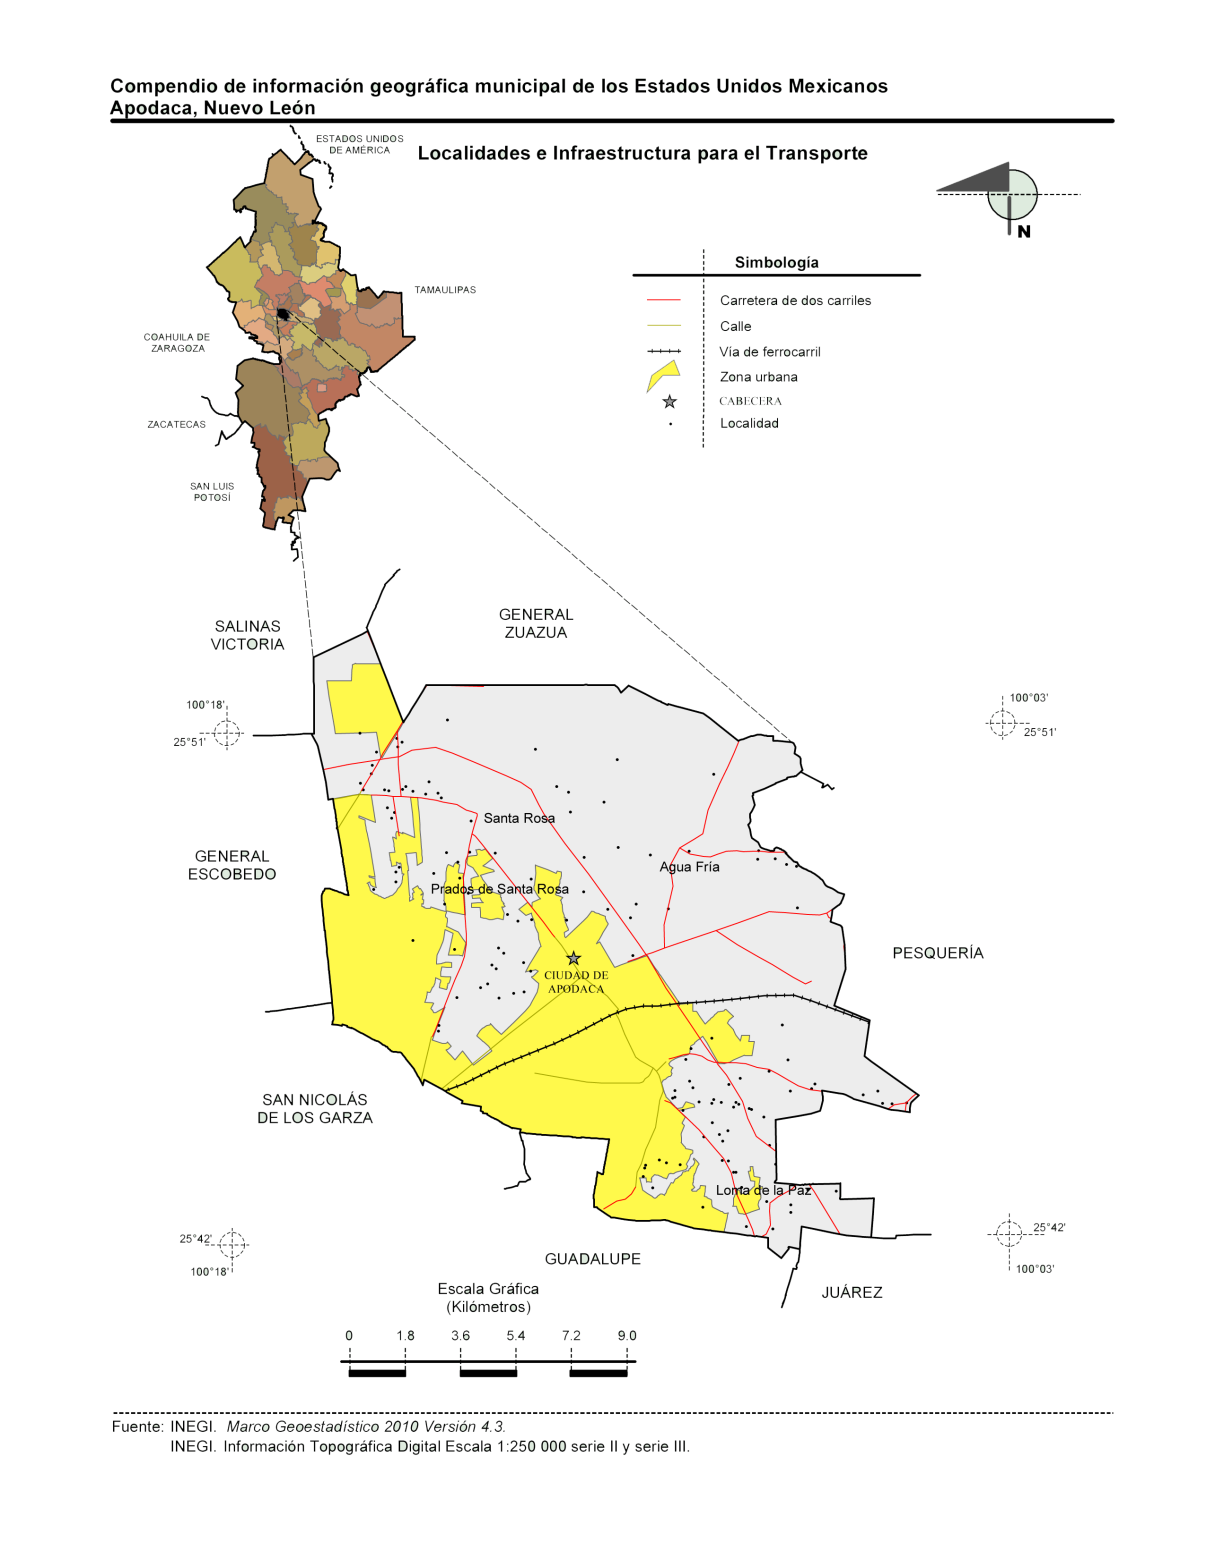 Compendio de información geográfica municipal de los Estados Unidos Mexicanos
Apodaca, Nuevo León
ESTADOS UNIDOS
DE AMÉRICA
Localidades e Infraestructura para el Transporte
N
Simbología
Carretera de dos carriles
Calle
Vía de ferrocarril
Zona urbana
CABECERA
Localidad
TAMAULIPAS
COAHUILA DE
ZARAGOZA
ZACATECAS
SAN LUIS
POTOSÍ
SALINAS
VICTORIA
GENERAL
ZUAZUA
100°18'
25°51'
100°03'
25°51'
Santa Rosa
GENERAL
ESCOBEDO
Agua Fría
Prados de Santa Rosa
PESQUERÍA
CIUDAD DE
APODACA
SAN NICOLÁS
DE LOS GARZA
Loma de la Paz
25°42'
100°18'
25°42'
100°03'
GUADALUPE
JUÁREZ
Escala Gráfica
(Kilómetros)
0 1.8 3.6 5.4 7.2 9.0
Fuente: INEGI. Marco Geoestadístico 2010 Versión 4.3.
INEGI. Información Topográfica Digital Escala 1:250 000 serie II y serie III.